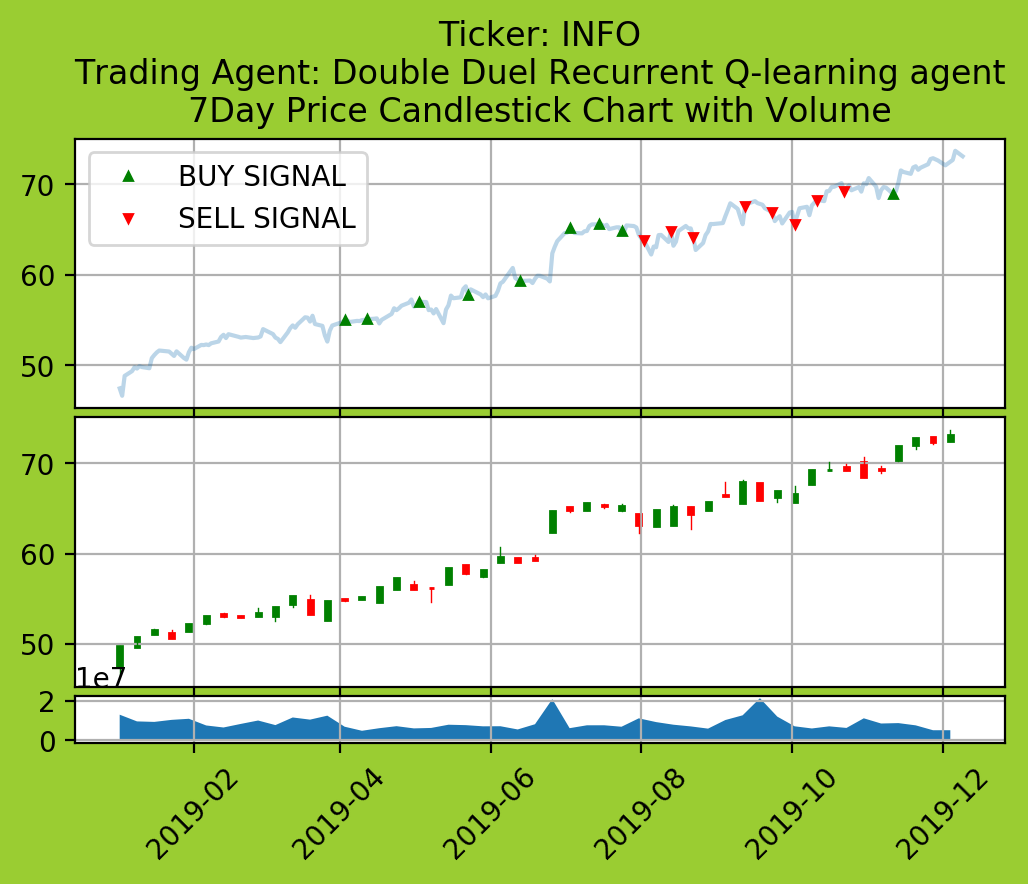 Ticker: INFO
Trading Agent: Double Duel Recurrent Q-learning agent
7Day Price Candlestick Chart with Volume
BUY SIGNAL
SELL SIGNAL
70
60
50
70
60
50
1e7
2
0
2019-02
2019-04
2019-06
2019-08
2019-10
2019-12